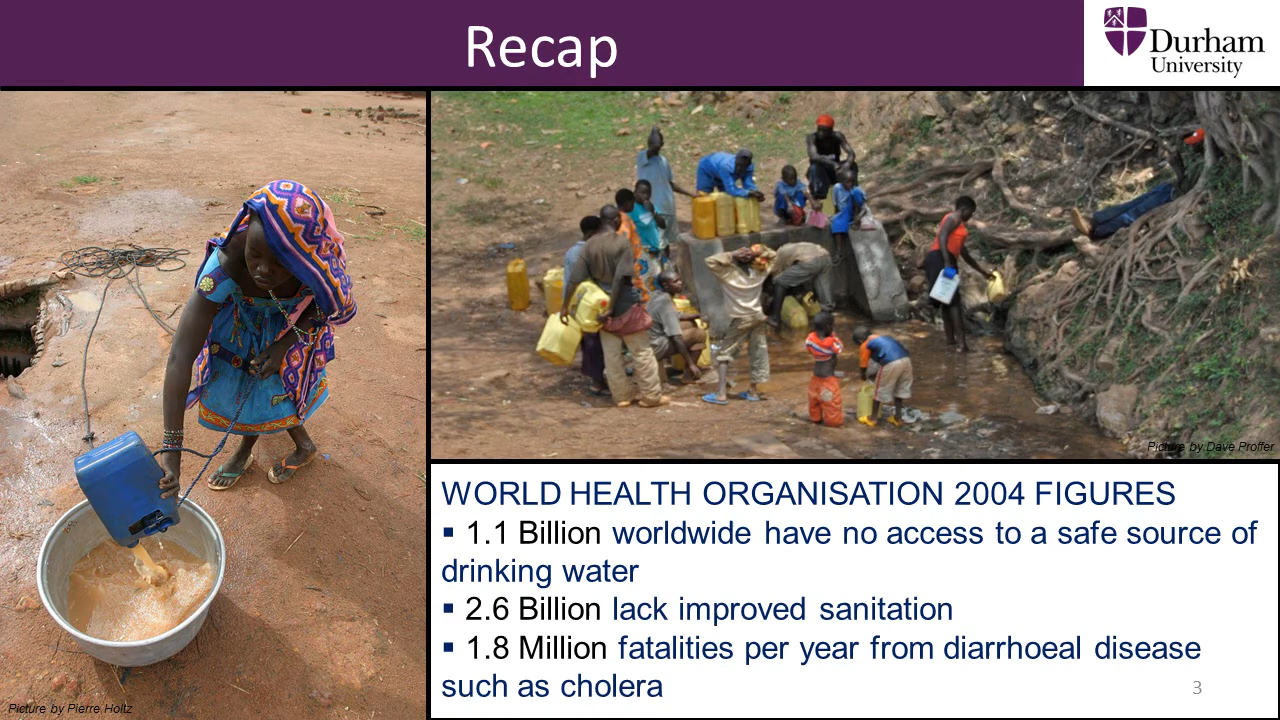 Recap
Durham
University
Picture by Dave Proffer
WORLD HEALTH ORGANISATION 2004 FIGURES
▪ 1.1 Billion worldwide have no access to a safe source of
drinking water
▪ 2.6 Billion lack improved sanitation
▪ 1.8 Million fatalities per year from diarrhoeal disease
such as cholera
3
Picture by Pierre Holtz